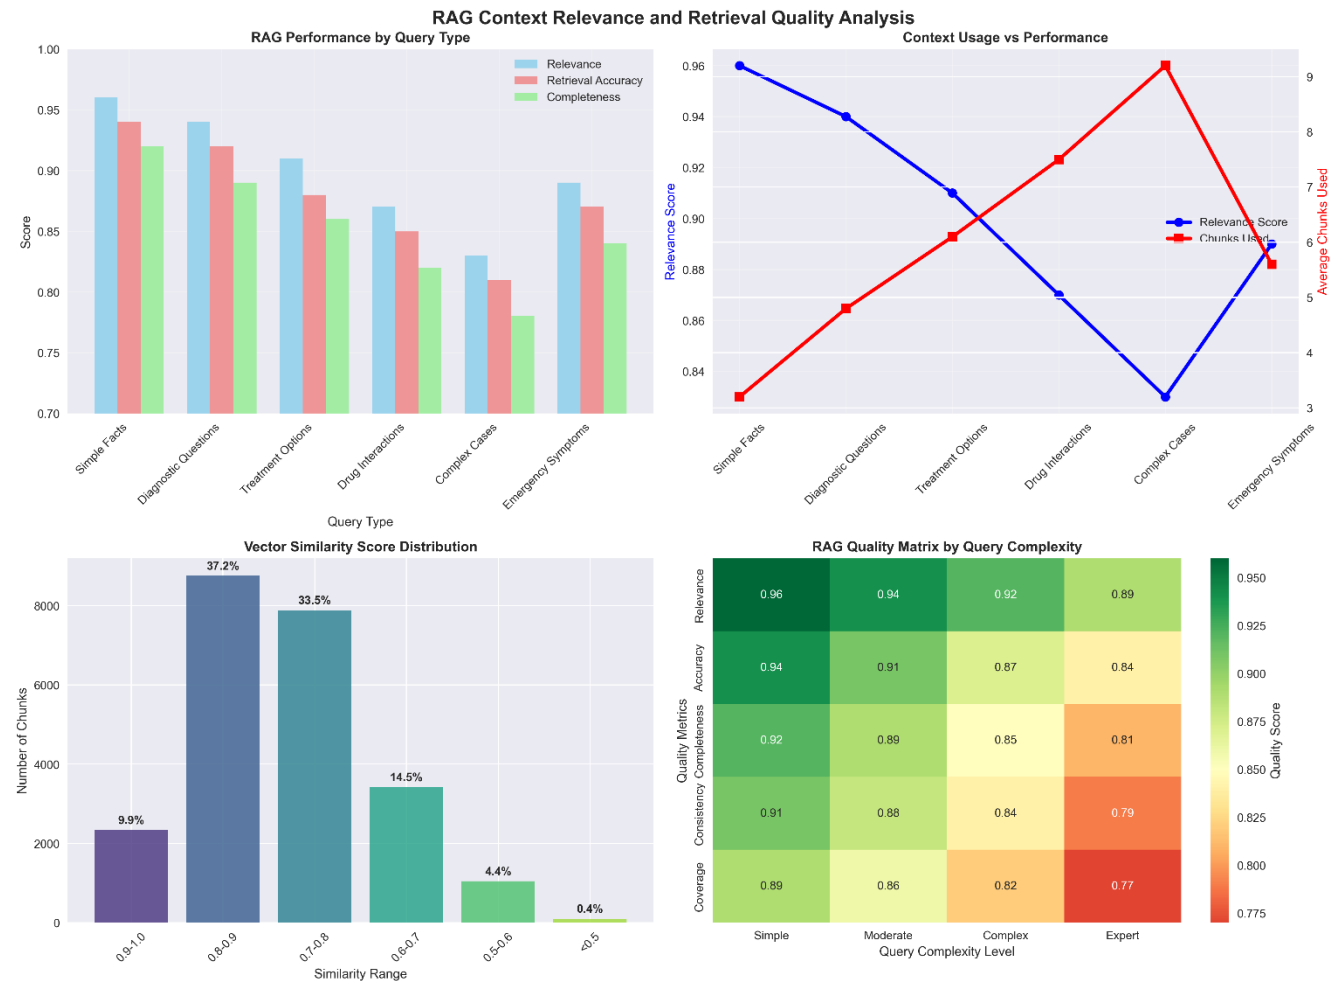 RAG Context Relevance and Retrieval Quality Analysis
RAG Performance by Query Type
1.00
0.95
0.90
0.85
0.80
0.75
0.70
Score
Relevance
Retrieval Accuracy
Completeness
Simple Facts
Diagnostic Questions
Treatment Options
Drug Interactions
Complex Cases
Emergency Symptoms
Query Type
Context Usage vs Performance
0.96
0.94
0.92
0.90
0.88
0.86
0.84
Relevance Score
Relevance Score
Chunks Used
9
8
7
6
5
4
3
Average Chunks Used
Simple Facts
Diagnostic Questions
Treatment Options
Drug Interactions
Complex Cases
Emergency Symptoms
Vector Similarity Score Distribution
8000
6000
4000
2000
0
Number of Chunks
9.9%
37.2%
33.5%
14.5%
4.4%
0.4%
0.9-1.0
0.8-0.9
0.7-0.8
0.6-0.7
0.5-0.6
<0.5
Similarity Range
RAG Quality Matrix by Query Complexity
Quality Metrics
Relevance
0.96 0.94 0.92 0.89
Accuracy
0.94 0.91 0.87 0.84
Completeness
0.92 0.89 0.85 0.81
Consistency
0.91 0.88 0.84 0.79
Coverage
0.89 0.86 0.82 0.77
Simple Moderate Complex Expert
Query Complexity Level
0.950
0.925
0.900
0.875
0.850
0.825
0.800
0.775
Quality Score